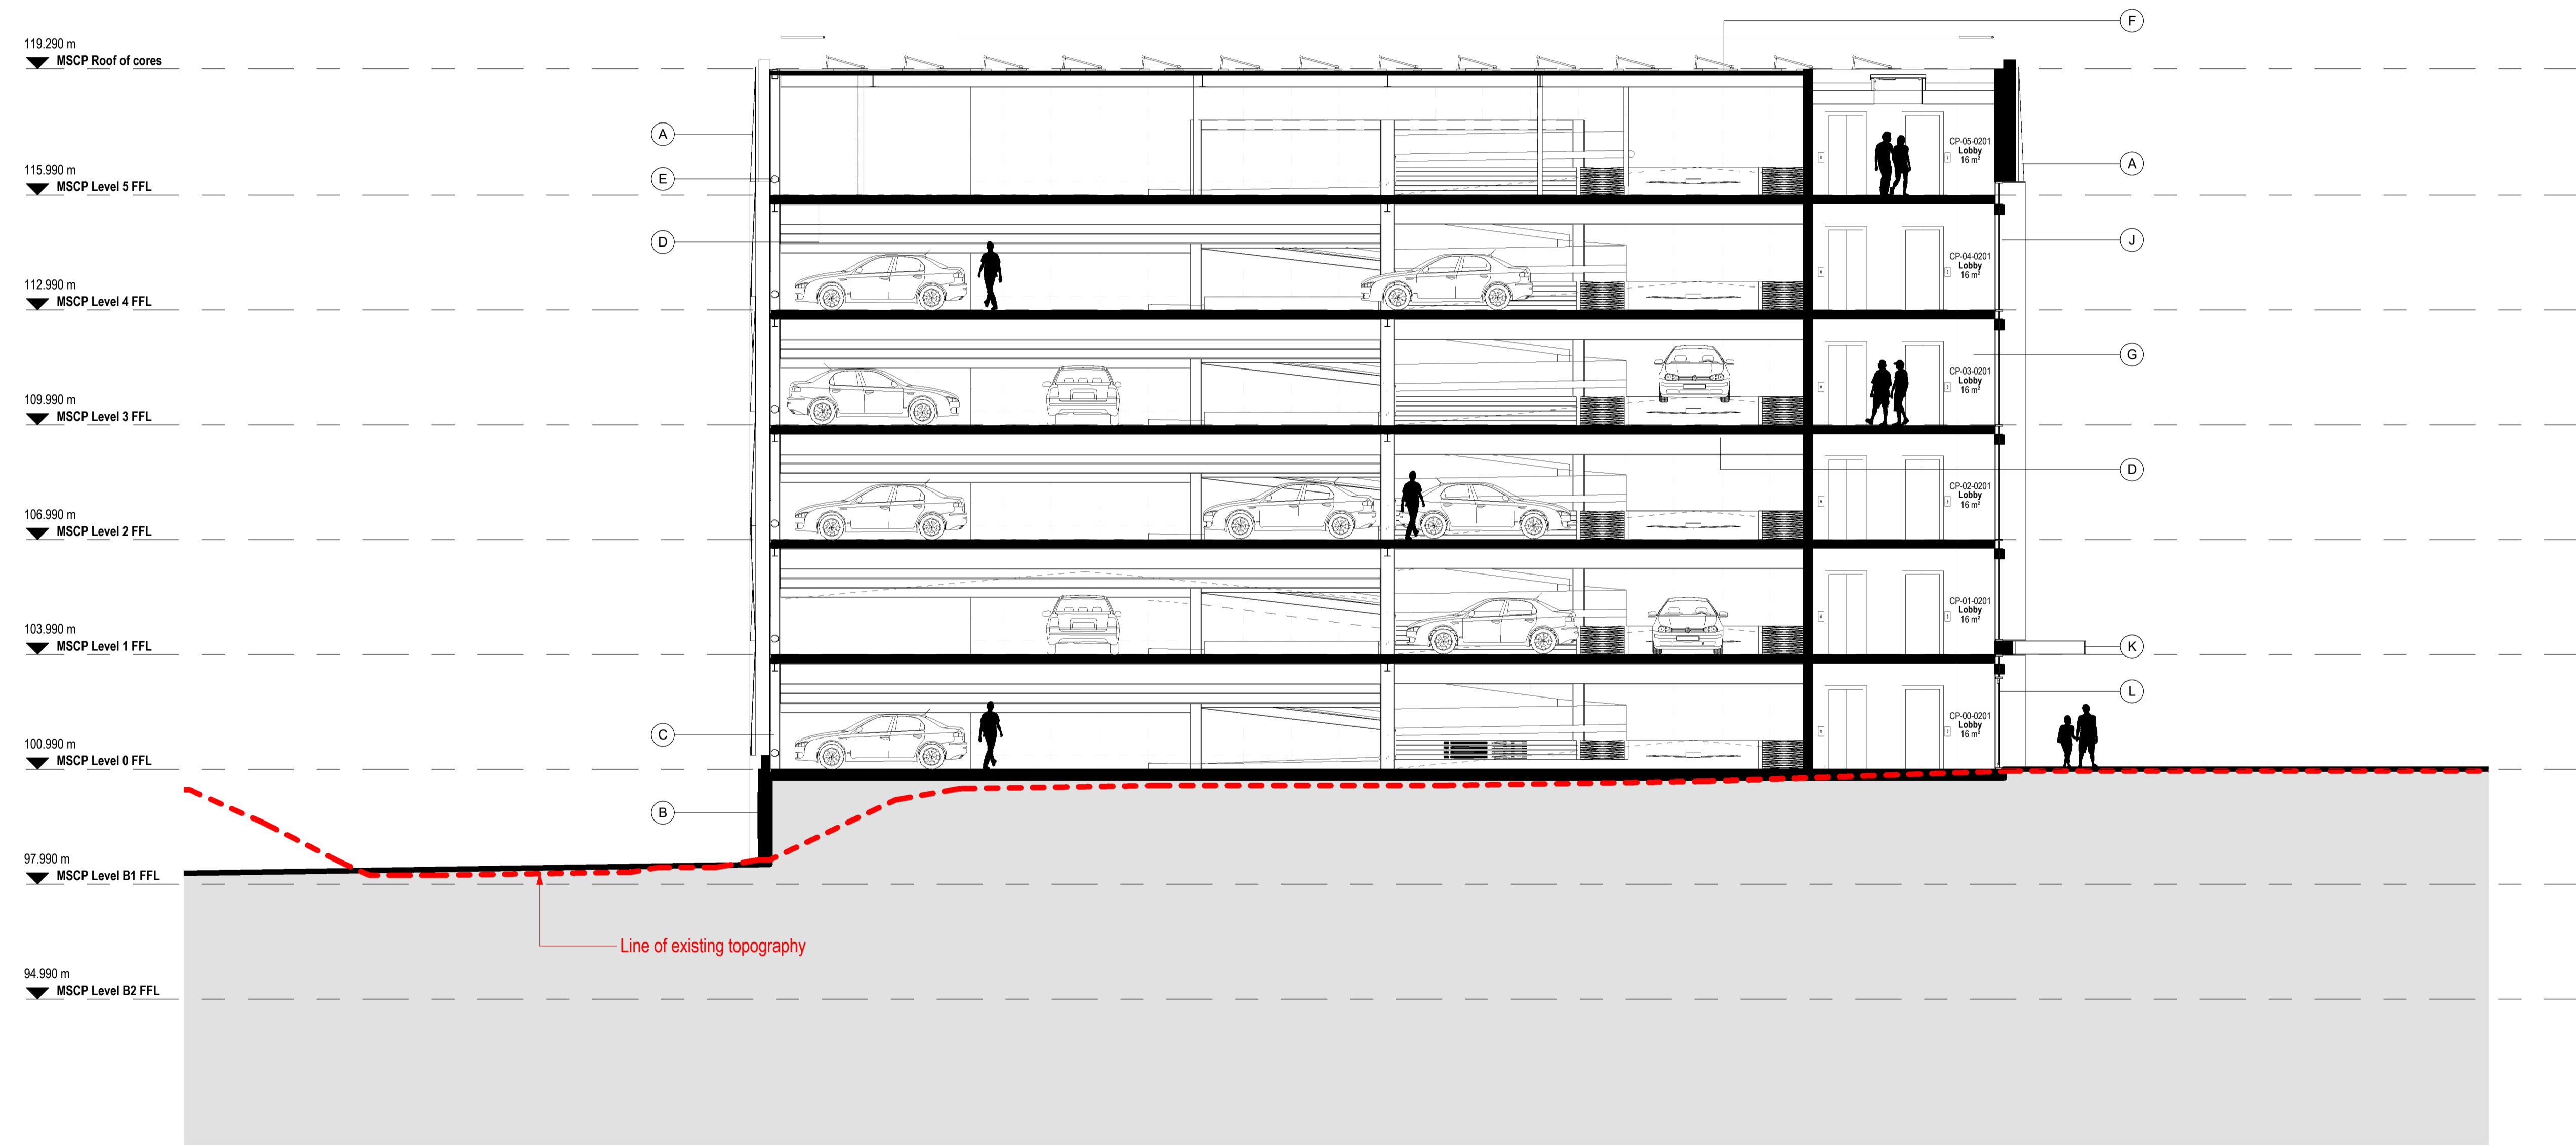 F
119.290 m
MSCP Roof of cores
A
CP-05-0201
Lobby
16 m²
A
115.990 m
MSCP Level 5 FFL
E
D
J
CP-04-0201
Lobby
16 m²
112.990 m
MSCP Level 4 FFL
G
CP-03-0201
Lobby
16 m²
109.990 m
MSCP Level 3 FFL
D
CP-02-0201
Lobby
16 m²
106.990 m
MSCP Level 2 FFL
CP-01-0201
Lobby
16 m²
103.990 m
MSCP Level 1 FFL
K
L
CP-00-0201
Lobby
16 m²
C
100.990 m
MSCP Level 0 FFL
B
97.990 m
MSCP Level B1 FFL
Line of existing topography
94.990 m
MSCP Level B2 FFL